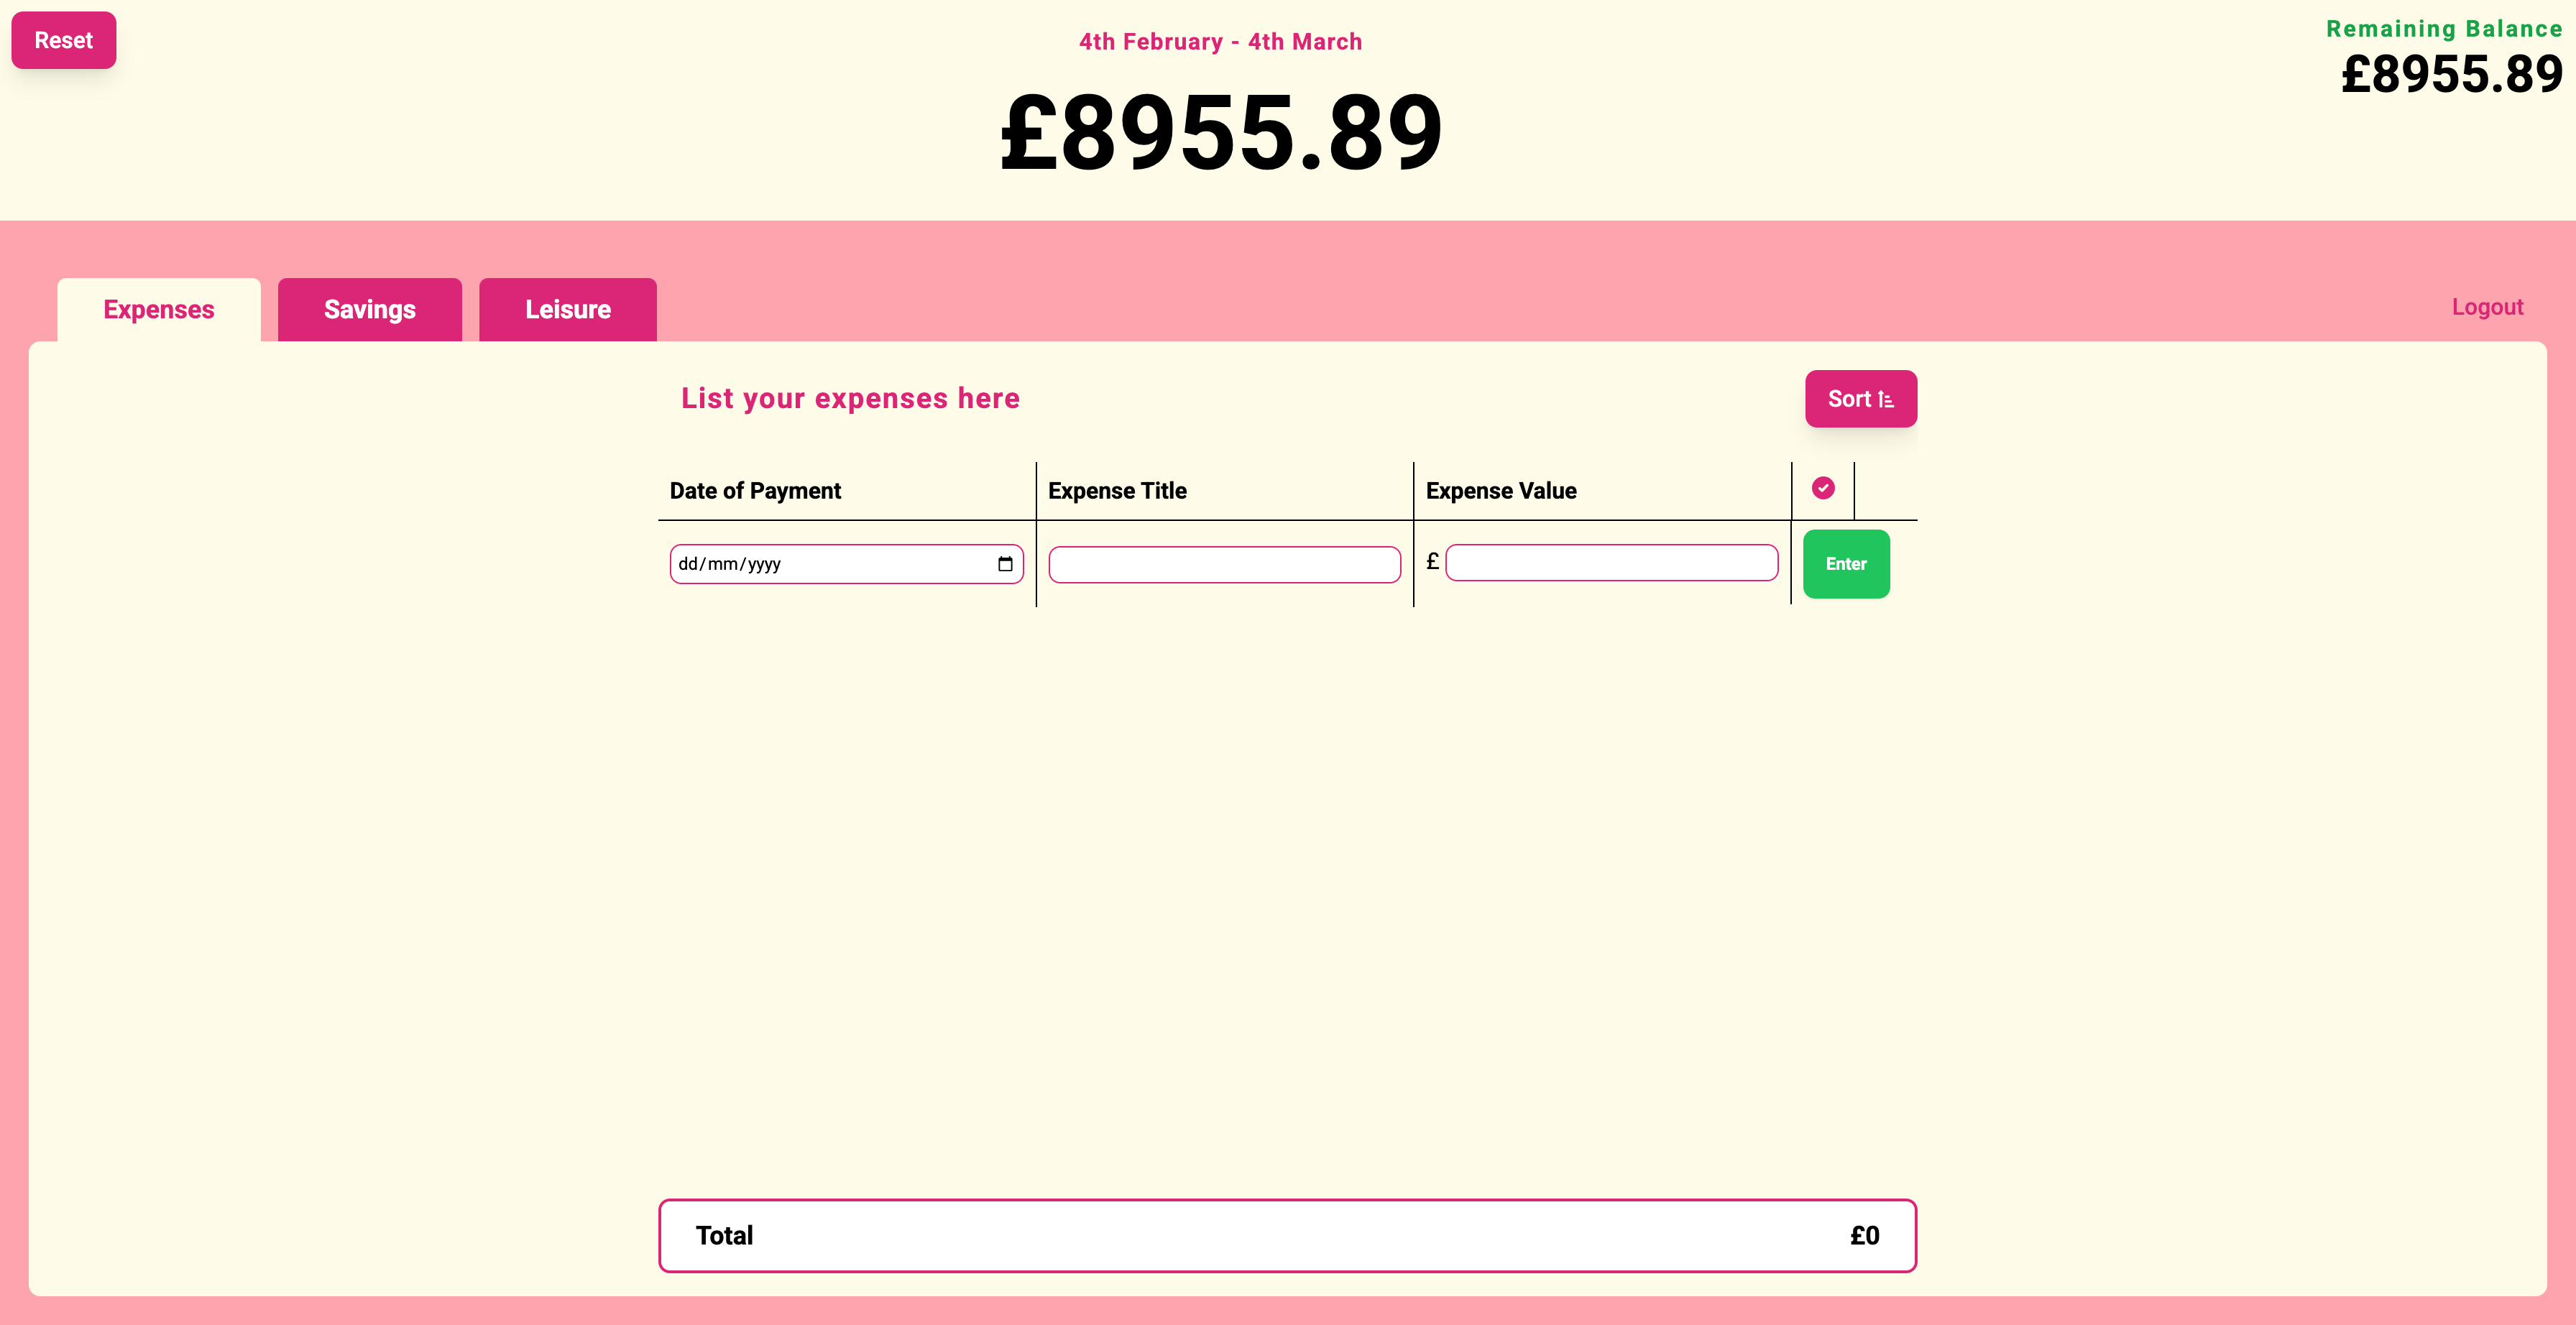 Reset
4th February - 4th March
£8955.89
Remaining Balance
£8955.89
Expenses
Savings
Leisure
Logout
List your expenses here
Sort
Date of Payment
Expense Title
Expense Value
dd/mm/yyyy
£
Enter
Total
£0